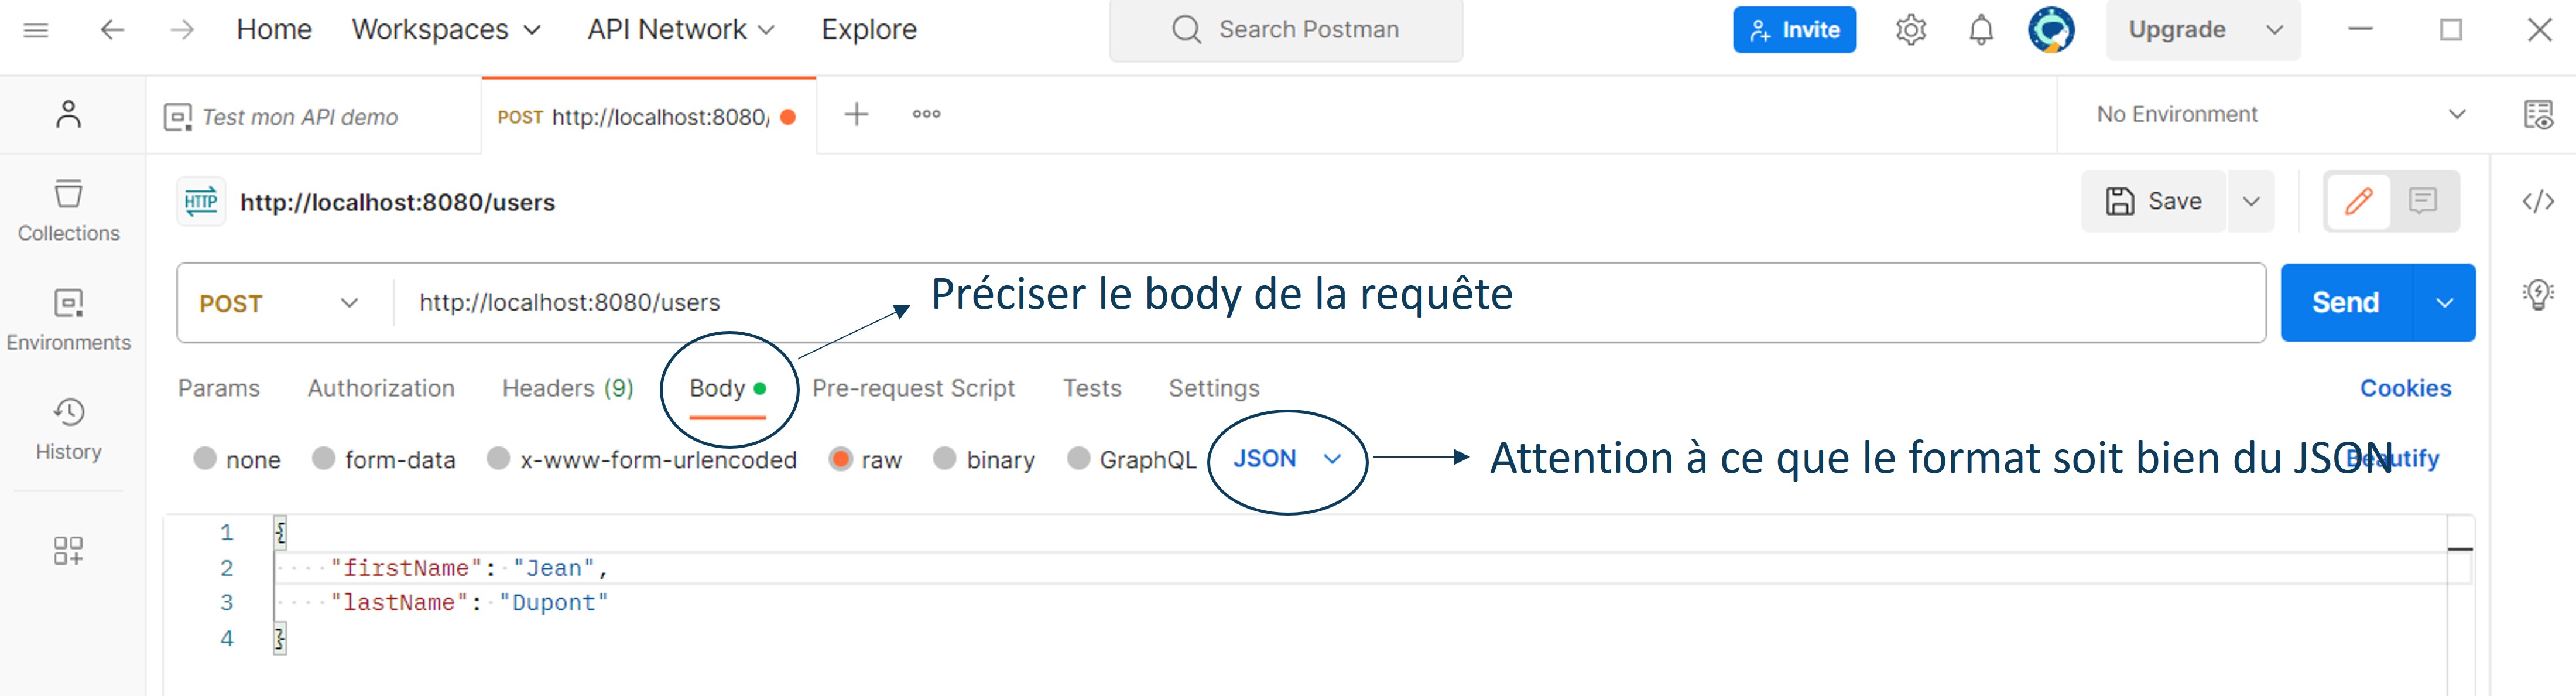 Home Workspaces API Network Explore Search Postman Invite Upgrade
Test mon API demo POST http://localhost:8080/ No Environment
HTTP http://localhost:8080/users Save
Collections
POST http://localhost:8080/users Préciser le body de la requête Send
Environments
Params Authorization Headers (9) Body Pre-request Script Tests Settings Cookies
none form-data x-www-form-urlencoded raw binary GraphQL JSON Attention à ce que le format soit bien du JSON Beautify
History
1 {
2 "firstName": "Jean",
3 "lastName": "Dupont"
4 }